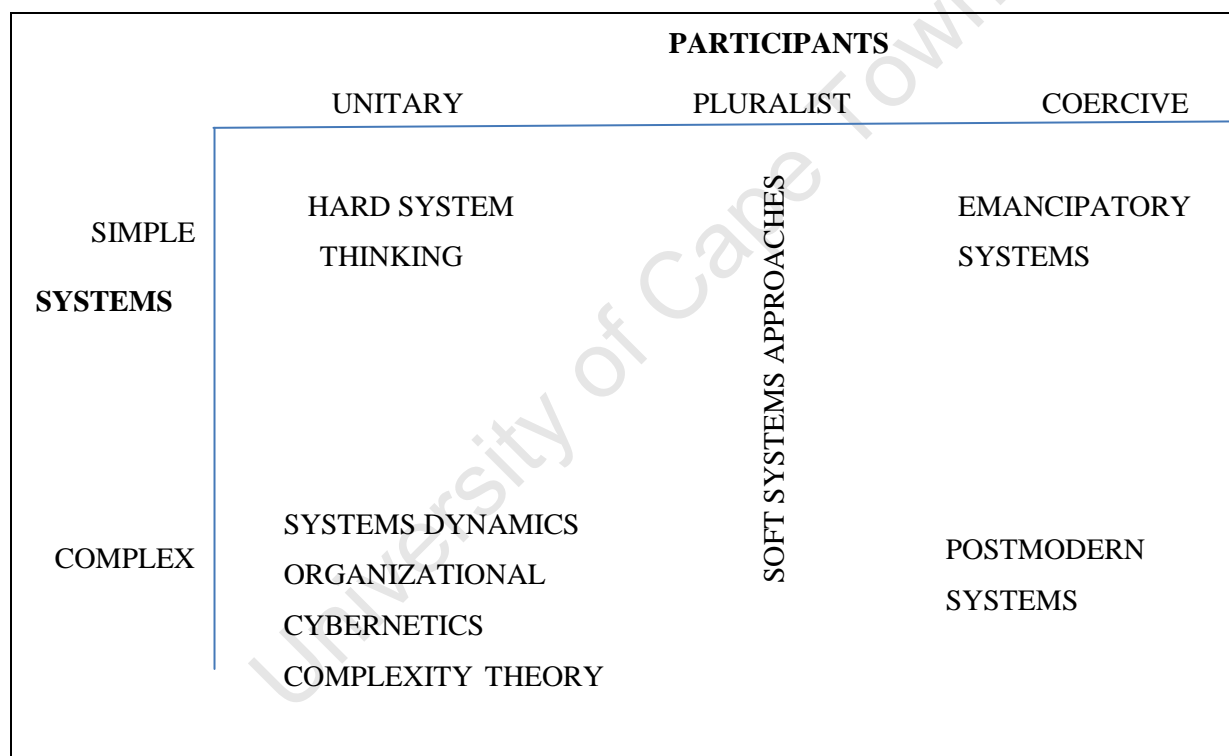 PARTICIPANTS
UNITARY PLURALIST COERCIVE
SIMPLE
SYSTEMS
HARD SYSTEM
THINKING
SOFT SYSTEMS APPROACHES
EMANCIPATORY
SYSTEMS
COMPLEX
SYSTEMS DYNAMICS
ORGANIZATIONAL
CYBERNETICS
COMPLEXITY THEORY
POSTMODERN
SYSTEMS
University of Cape Town